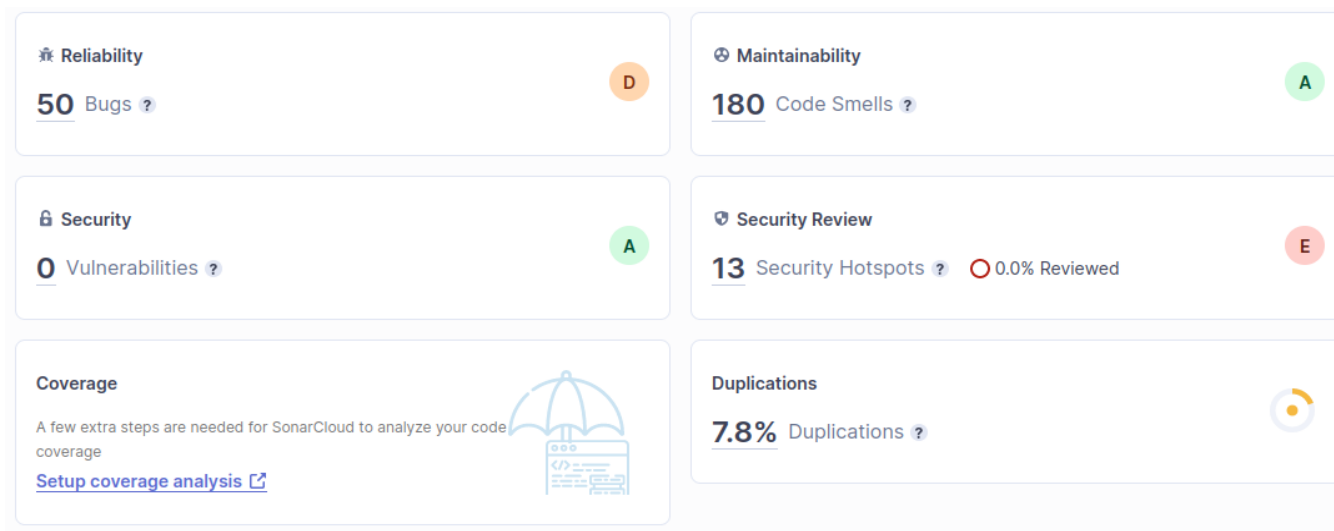 Reliability
50 Bugs ?
D
Maintainability
180 Code Smells ?
A
Security
0 Vulnerabilities ?
A
Security Review
13 Security Hotspots ? 0.0% Reviewed
E
Coverage
A few extra steps are needed for SonarCloud to analyze your code
coverage
Setup coverage analysis
</>
Duplications
7.8% Duplications ?